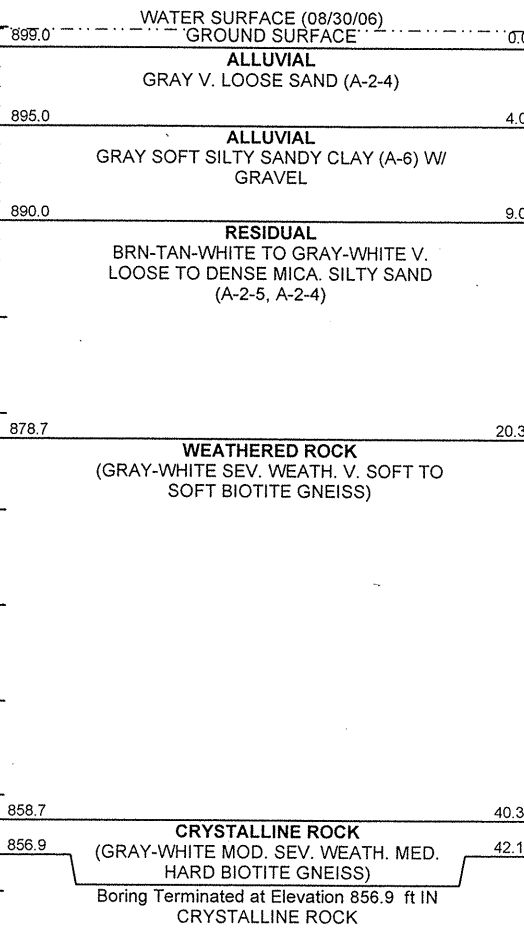 WATER SURFACE (08/30/06)
899.0 GROUND SURFACE 0.0
ALLUVIAL
GRAY V. LOOSE SAND (A-2-4)
895.0 4.0
ALLUVIAL
GRAY SOFT SILTY SANDY CLAY (A-6) W/
GRAVEL
890.0 9.0
RESIDUAL
BRN-TAN-WHITE TO GRAY-WHITE V.
LOOSE TO DENSE MICA. SILTY SAND
(A-2-5, A-2-4)
878.7 20.3
WEATHERED ROCK
(GRAY-WHITE SEV. WEATH. V. SOFT TO
SOFT BIOTITE GNEISS)
858.7 40.3
CRYSTALLINE ROCK
856.9 (GRAY-WHITE MOD. SEV. WEATH. MED. 42.1
HARD BIOTITE GNEISS)
Boring Terminated at Elevation 856.9 ft IN
CRYSTALLINE ROCK